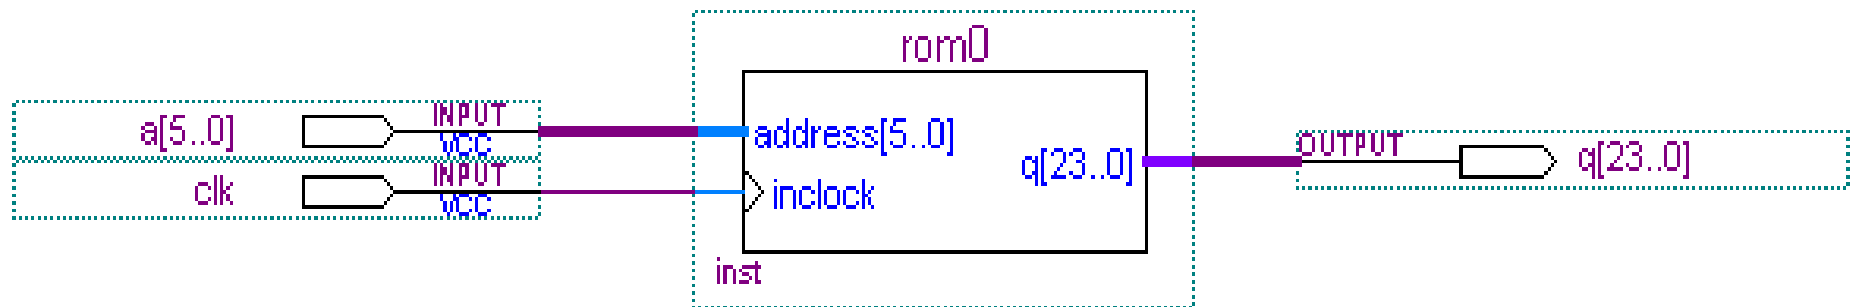 rom0
a[5..0] INPUT VCC address[5..0] OUTPUT
q[23..0] q[23..0]
clk INPUT VCC inclock
inst